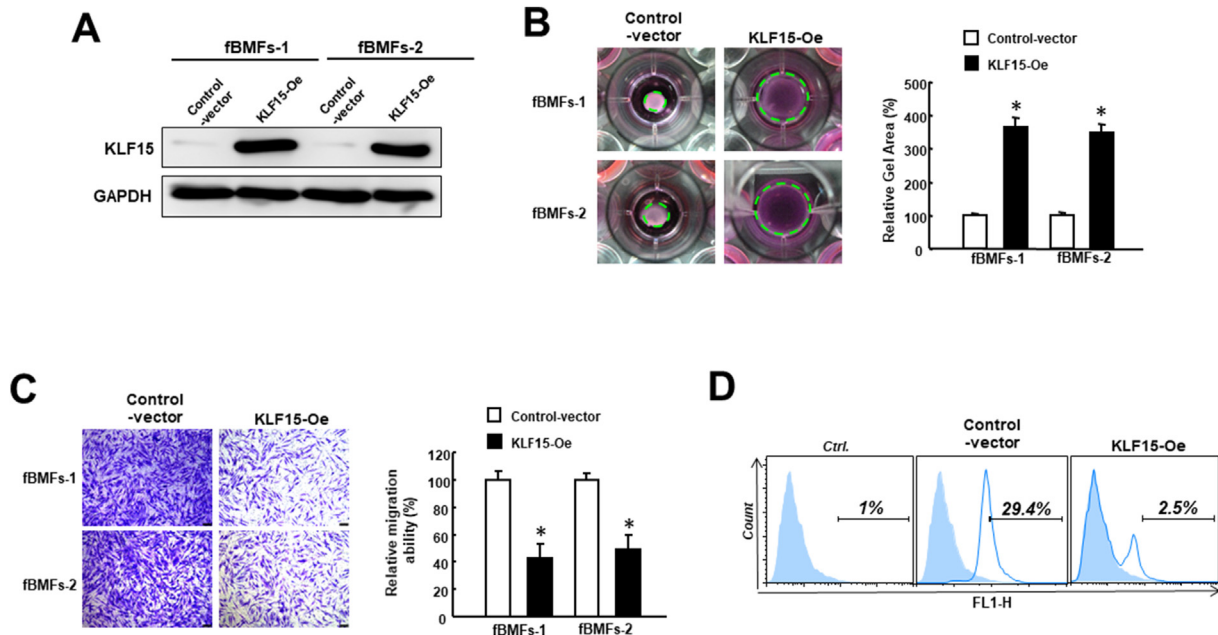 A
fBMFs-1 fBMFs-2
Control
-vector
KLF15-Oe
Control
-vector
KLF15-Oe
KLF15
GAPDH
B
Control
-vector
KLF15-Oe
fBMFs-1
fBMFs-2
Control-vector
KLF15-Oe
Relative Gel Area (%)
500
400
300
200
100
0
*
*
fBMFs-1 fBMFs-2
C
Control
-vector
KLF15-Oe
fBMFs-1
fBMFs-2
Control-vector
KLF15-Oe
Relative migration
ability (%)
120
100
80
60
40
20
0
*
*
fBMFs-1 fBMFs-2
D
Ctrl.
Control
-vector
KLF15-Oe
Count
1%
29.4%
2.5%
FL1-H